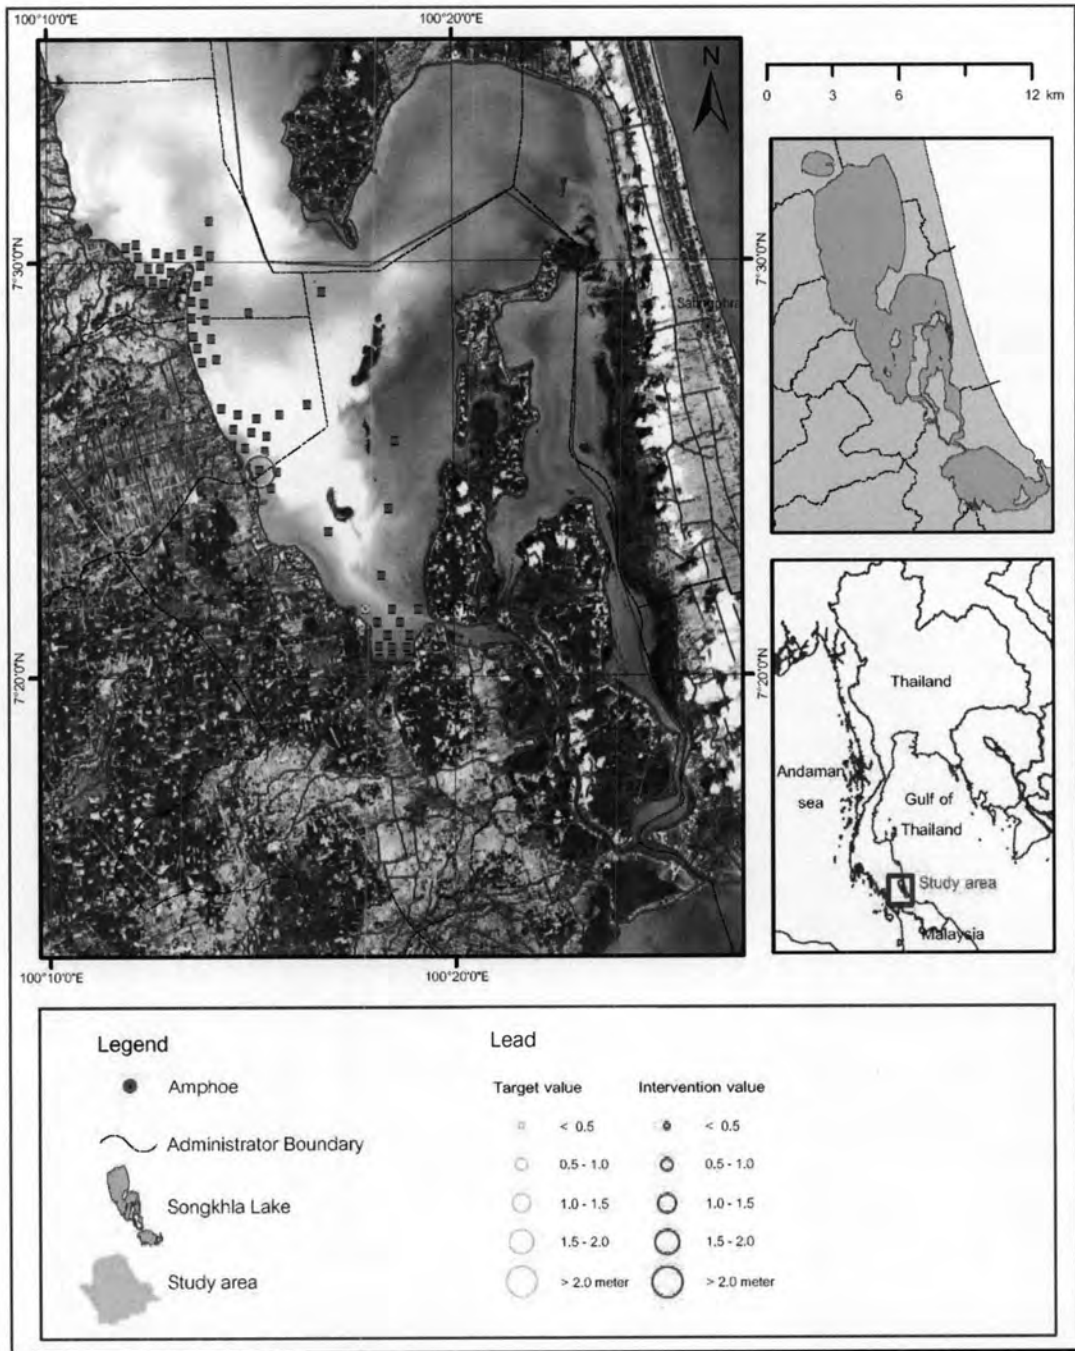 100°10'0"E
100°20'0"E
N
0 3 6 12 km
7°30'0"N
7°30'0"N
7°20'0"N
7°20'0"N
Thailand
Andaman
sea
Gulf of
Thailand
Study area
Malaysia
100°10'0"E
100°20'0"E
Legend
Amphoe
Administrator Boundary
Songkhla Lake
Study area
Lead
Target value
Intervention value
< 0.5
< 0.5
0.5 - 1.0
0.5 - 1.0
1.0 - 1.5
1.0 - 1.5
1.5 - 2.0
1.5 - 2.0
> 2.0 meter
> 2.0 meter